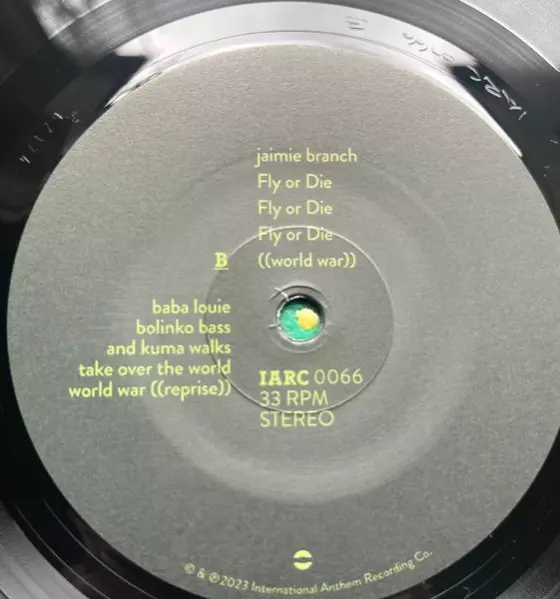 jaimie branch
Fly or Die
Fly or Die
Fly or Die
((world war))
B
baba louie
bolinko bass
and kuma walks
take over the world
world war ((reprise))
IARC 0066
33 RPM
STEREO
© & ℗ 2023 International Anthem Recording Co.